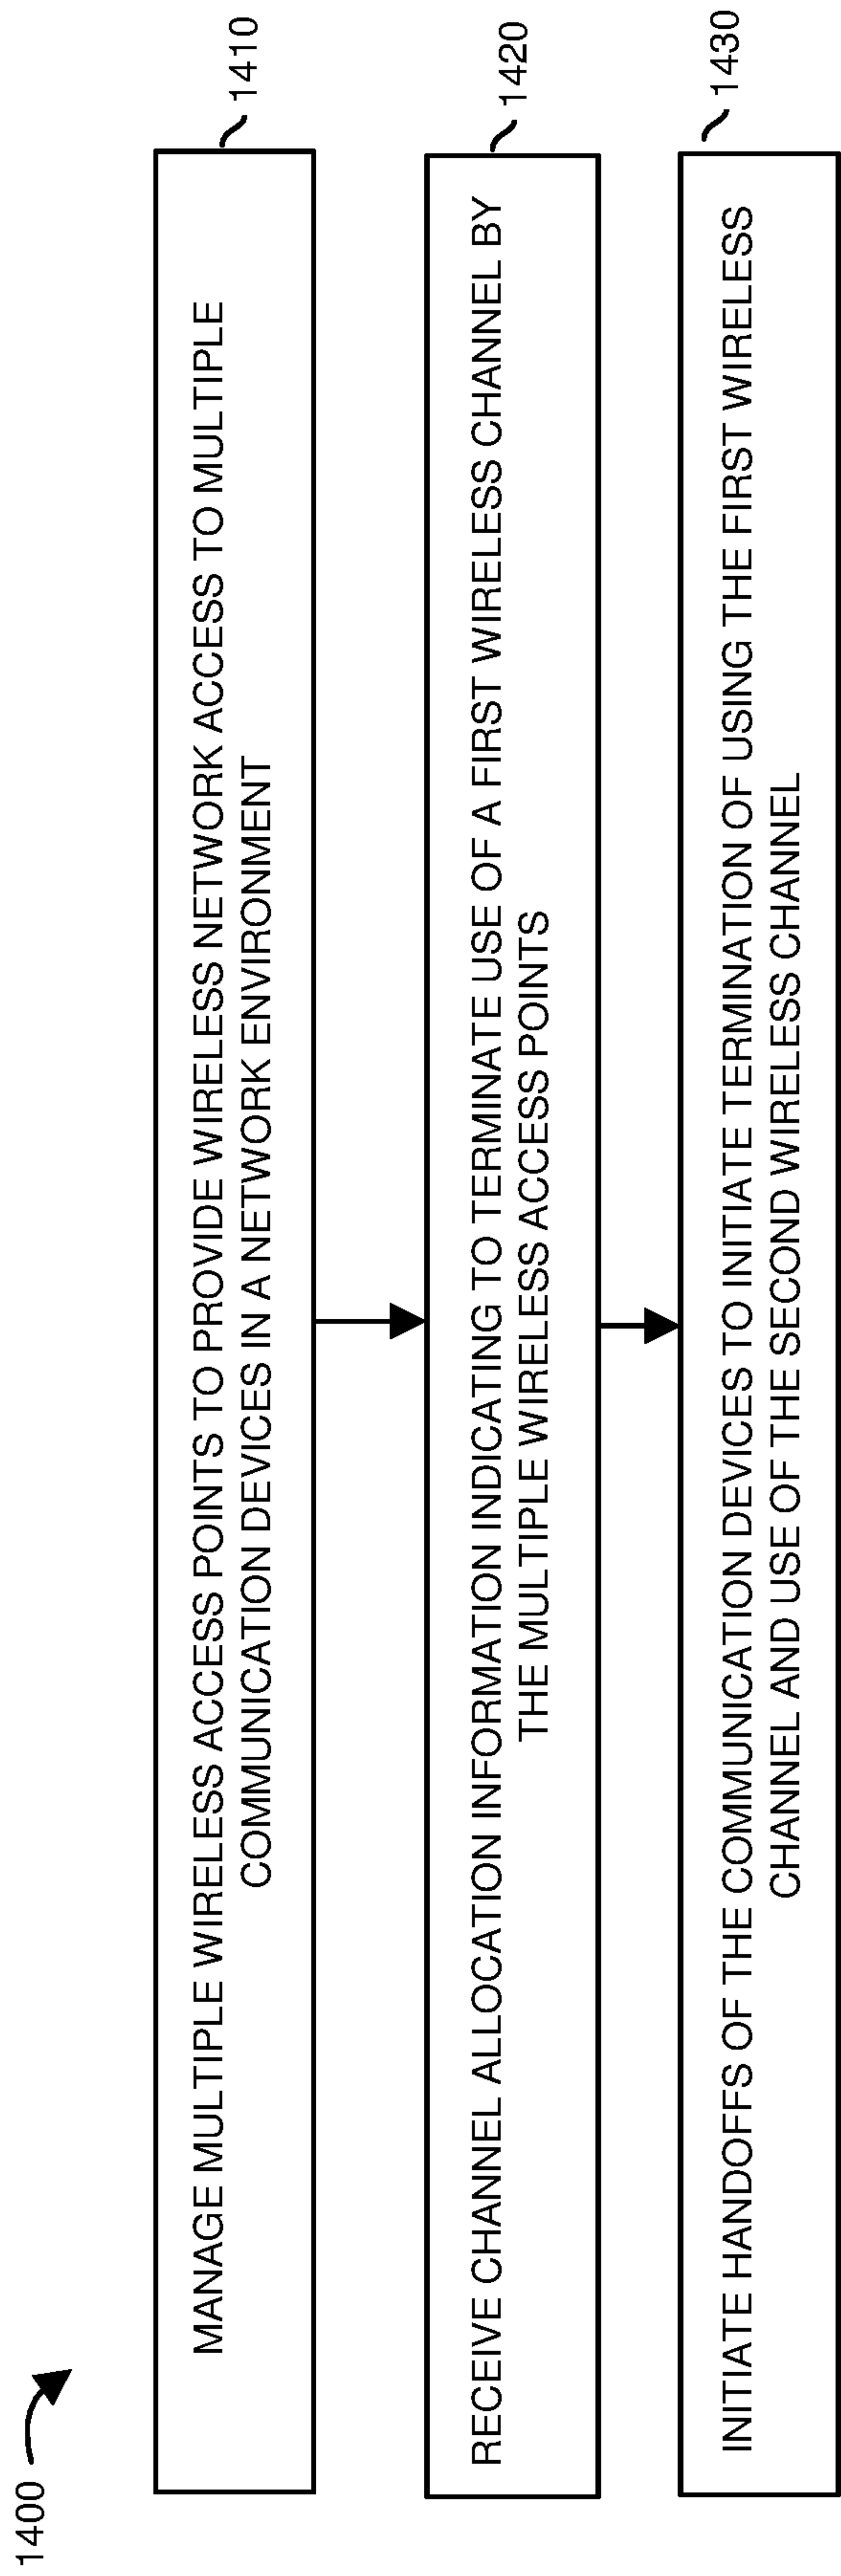 1400
MANAGE MULTIPLE WIRELESS ACCESS POINTS TO PROVIDE WIRELESS NETWORK ACCESS TO MULTIPLE
COMMUNICATION DEVICES IN A NETWORK ENVIRONMENT
1410
RECEIVE CHANNEL ALLOCATION INFORMATION INDICATING TO TERMINATE USE OF A FIRST WIRELESS CHANNEL BY
THE MULTIPLE WIRELESS ACCESS POINTS
1420
INITIATE HANDOFFS OF THE COMMUNICATION DEVICES TO INITIATE TERMINATION OF USING THE FIRST WIRELESS
CHANNEL AND USE OF THE SECOND WIRELESS CHANNEL
1430